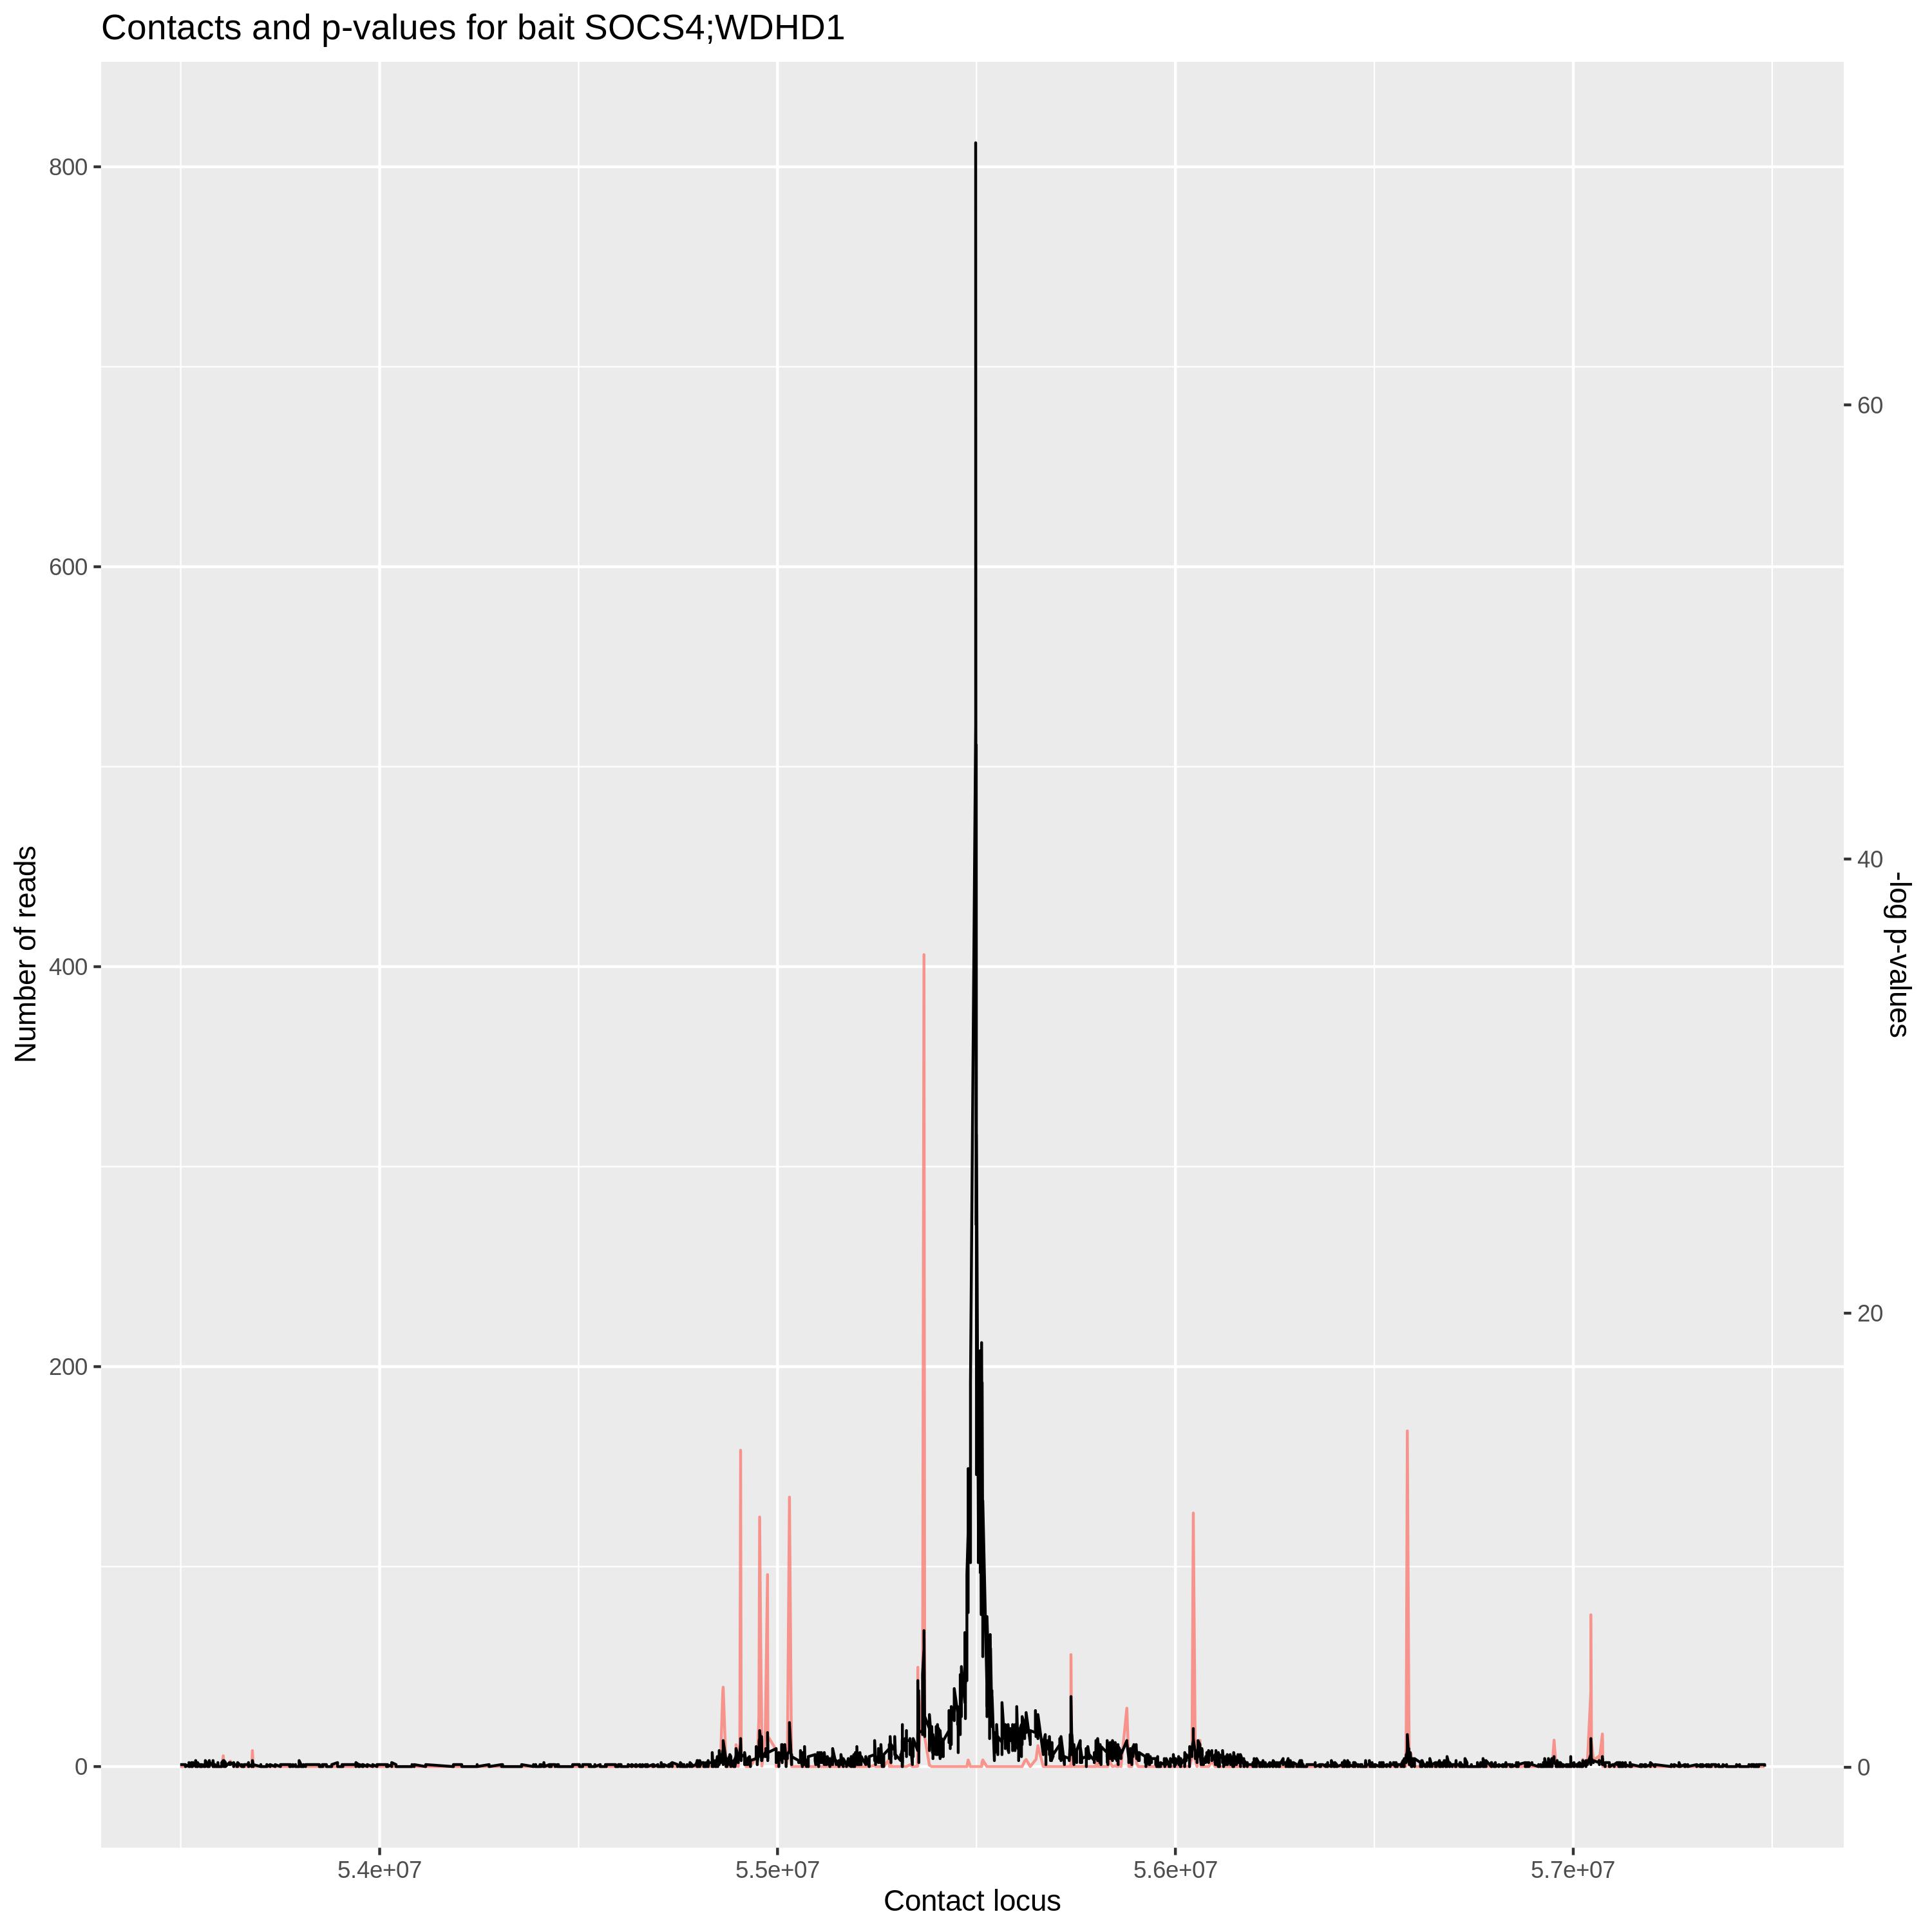 Contacts and p-values for bait SOCS4;WDHD1
800
600
400
200
0
Number of reads
60
40
20
0
-log p-values
5.4e+07
5.5e+07
5.6e+07
5.7e+07
Contact locus